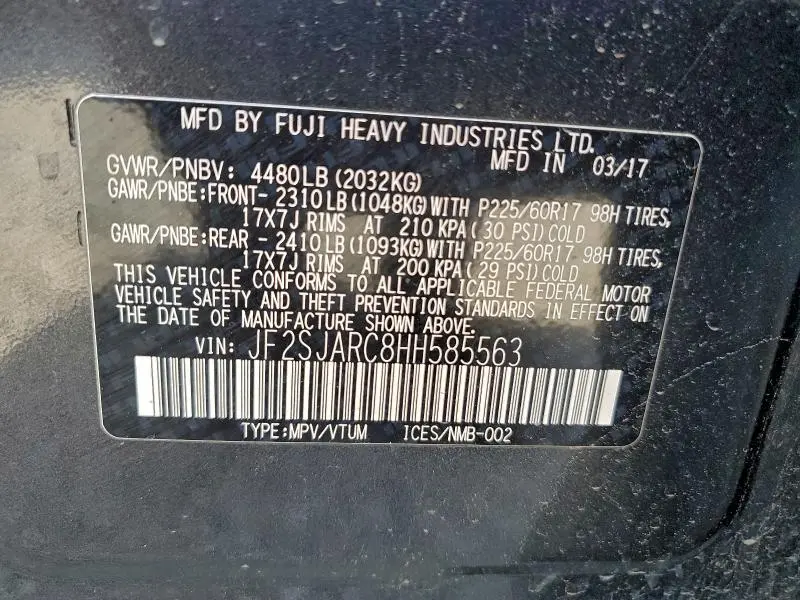 MFD BY FUJI HEAVY INDUSTRIES LTD.
MFD IN 03/17
GVWR/PNBV: 4480LB(2032KG)
GAWR/PNBE:FRONT- 2310LB(1048KG)WITH P225/60R17 98H TIRES,
17X7J RIMS AT 210 KPA(30 PSI)COLD
GAWR/PNBE:REAR - 2410LB(1093KG)WITH P225/60R17 98H TIRES,
17X7J RIMS AT 200 KPA(29 PSI)COLD
THIS VEHICLE CONFORMS TO ALL APPLICABLE FEDERAL MOTOR
VEHICLE SAFETY AND THEFT PREVENTION STANDARDS IN EFFECT ON
THE DATE OF MANUFACTURE SHOWN ABOVE.
VIN: JF2SJARC8HH585563
TYPE:MPV/VTUM ICES/NMB-002